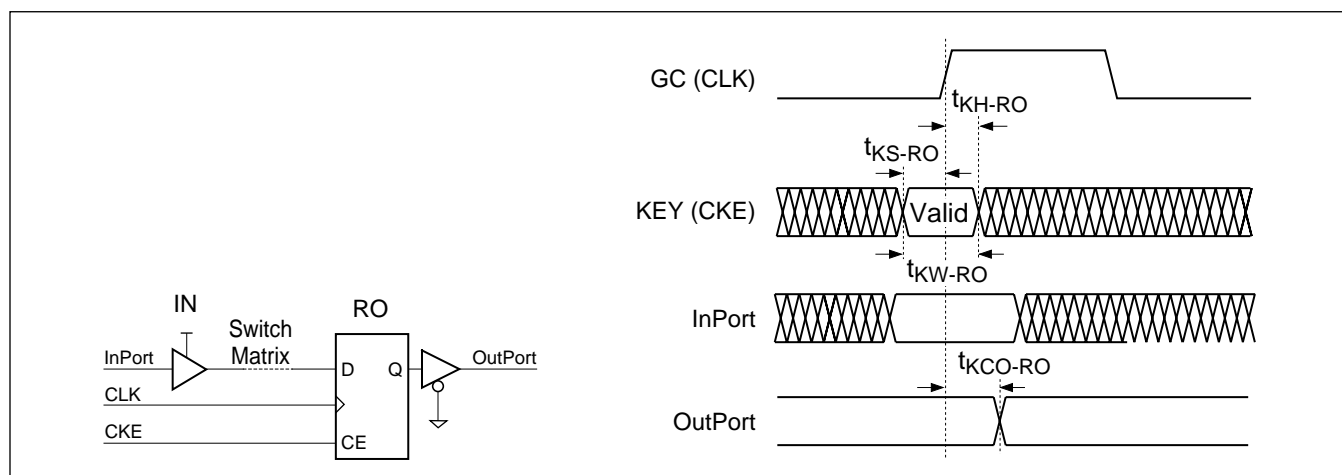 IN
Switch
Matrix
RO
InPort
D
Q
OutPort
CLK
CKE
CE
GC (CLK)
tKH-RO
tKS-RO
KEY (CKE)
Valid
tKW-RO
InPort
tKCO-RO
OutPort